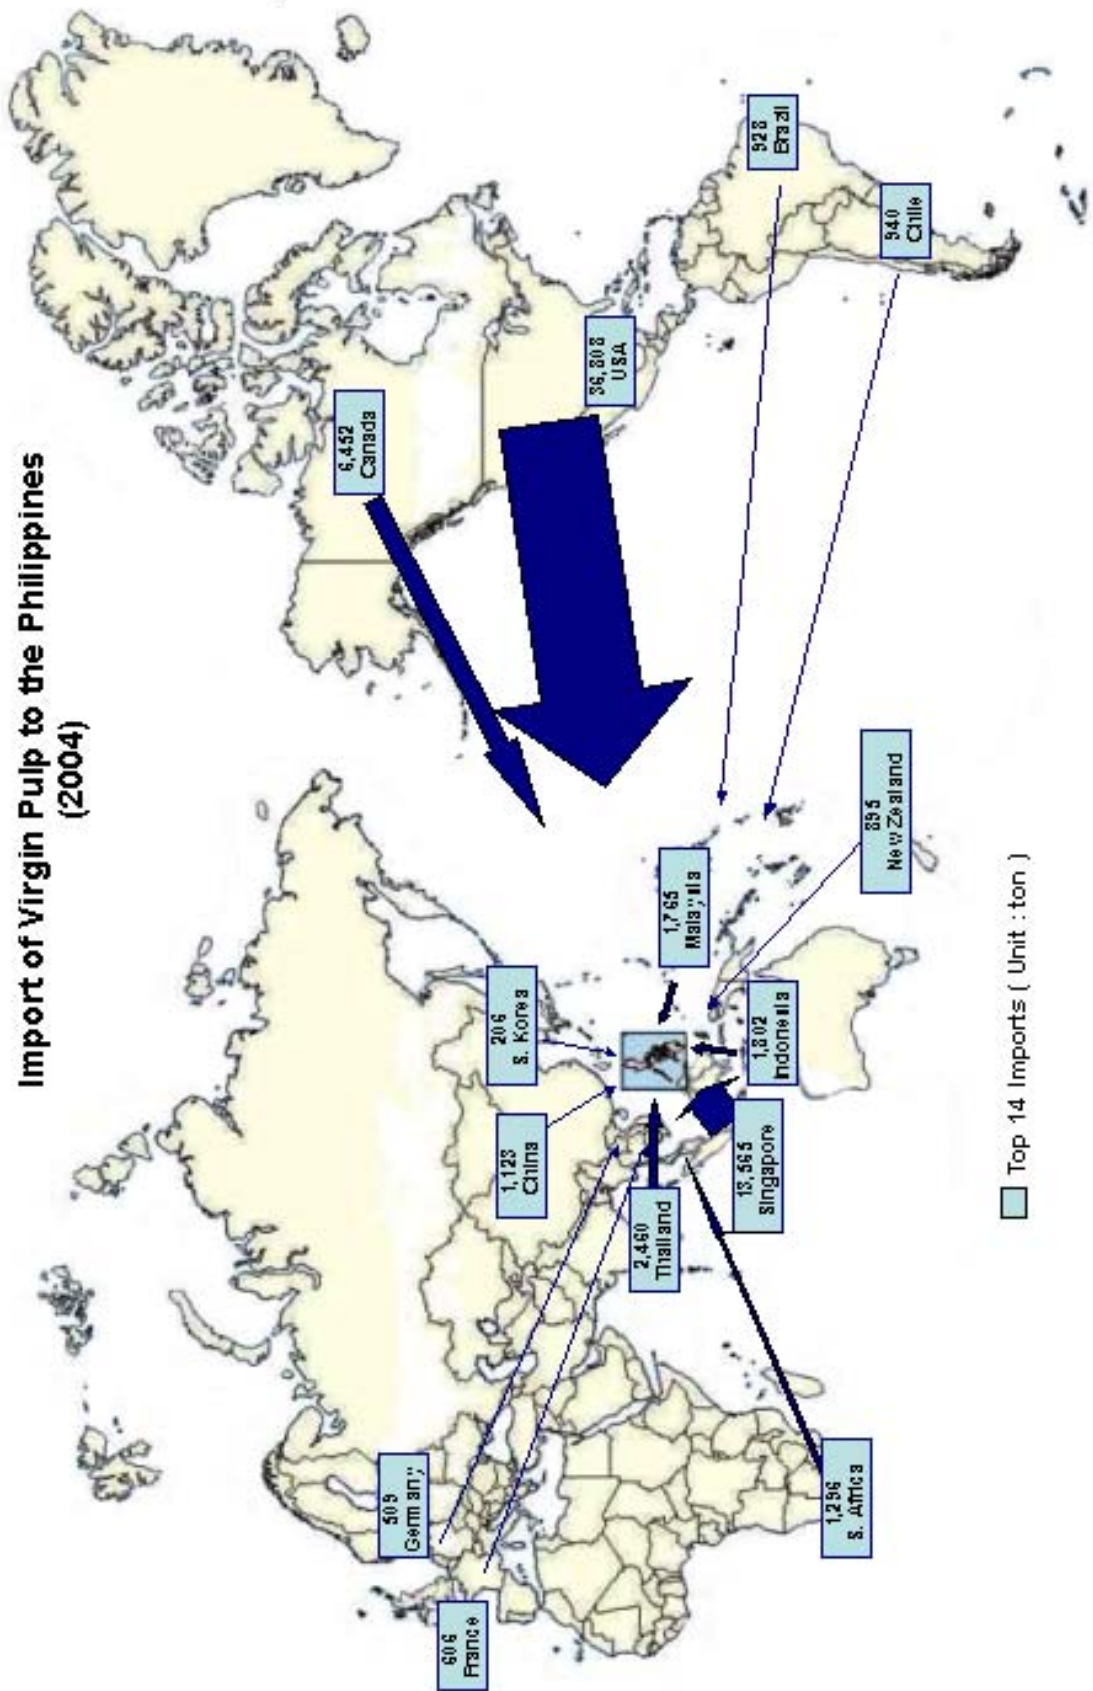 Import of Virgin Pulp to the Philippines
(2004)
606
France
509
Germany
1,296
S. Africa
2,460
Thailand
1,123
China
13,565
Singapore
206
S. Korea
1,802
Indonesia
1,765
Malaysia
895
New Zealand
6,452
Canada
36,808
USA
940
Chile
928
Brazil
Top 14 Imports ( Unit : ton )